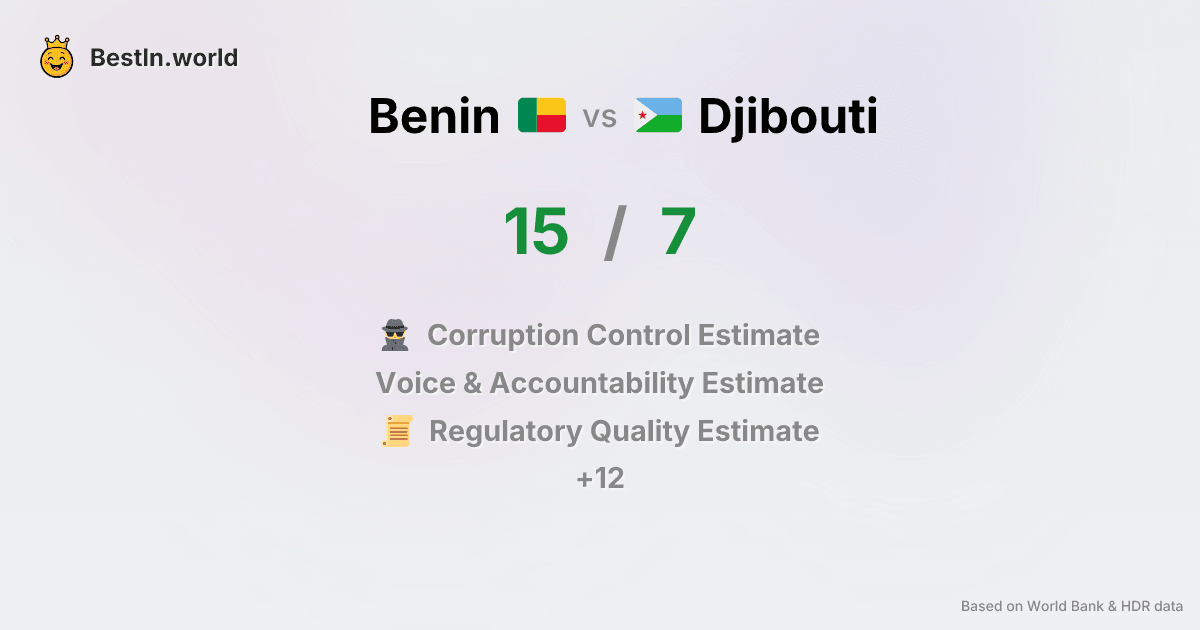 BestIn.world
Benin vs Djibouti
15 / 7
Corruption Control Estimate
Voice & Accountability Estimate
Regulatory Quality Estimate
+12
Based on World Bank & HDR data